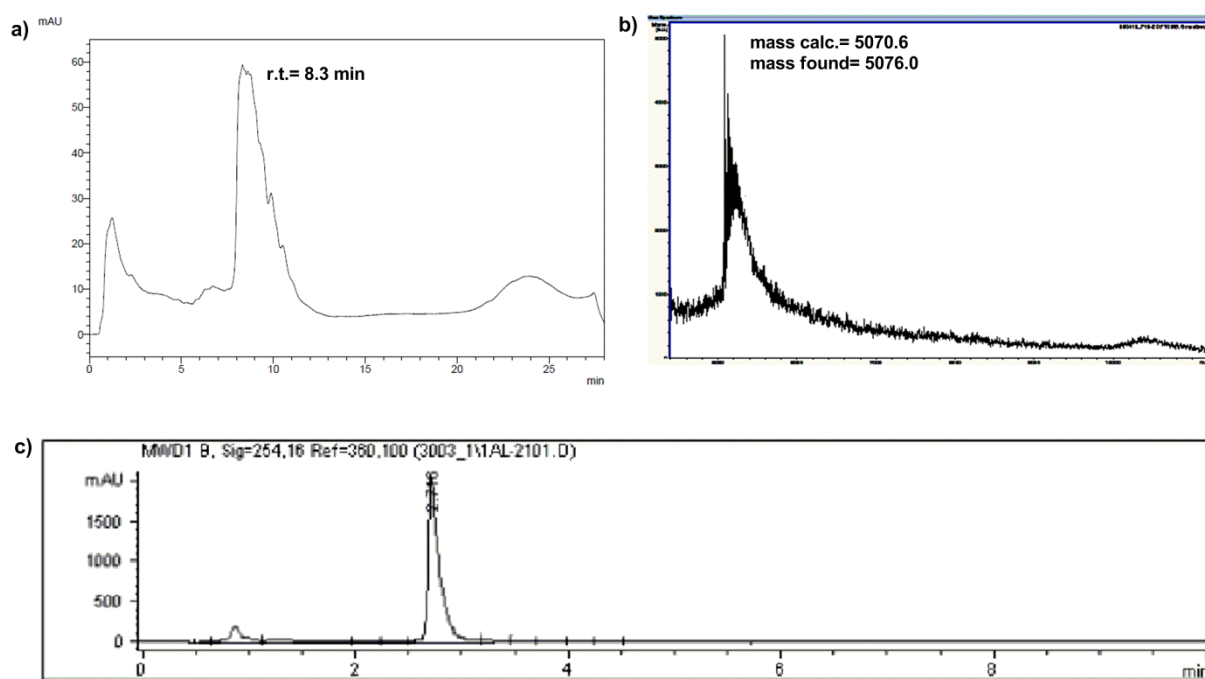 a)
mAU
r.t.= 8.3 min
60
50
40
30
20
10
0
0 5 10 15 20 25
min
b)
mass calc.= 5070.6
mass found= 5076.0
c)
MWD1 B, Sig=254,16 Ref=360,100 (3003_1\1AL-2101.D)
mAU
1500
1000
500
0
0 2 4 6 8 min